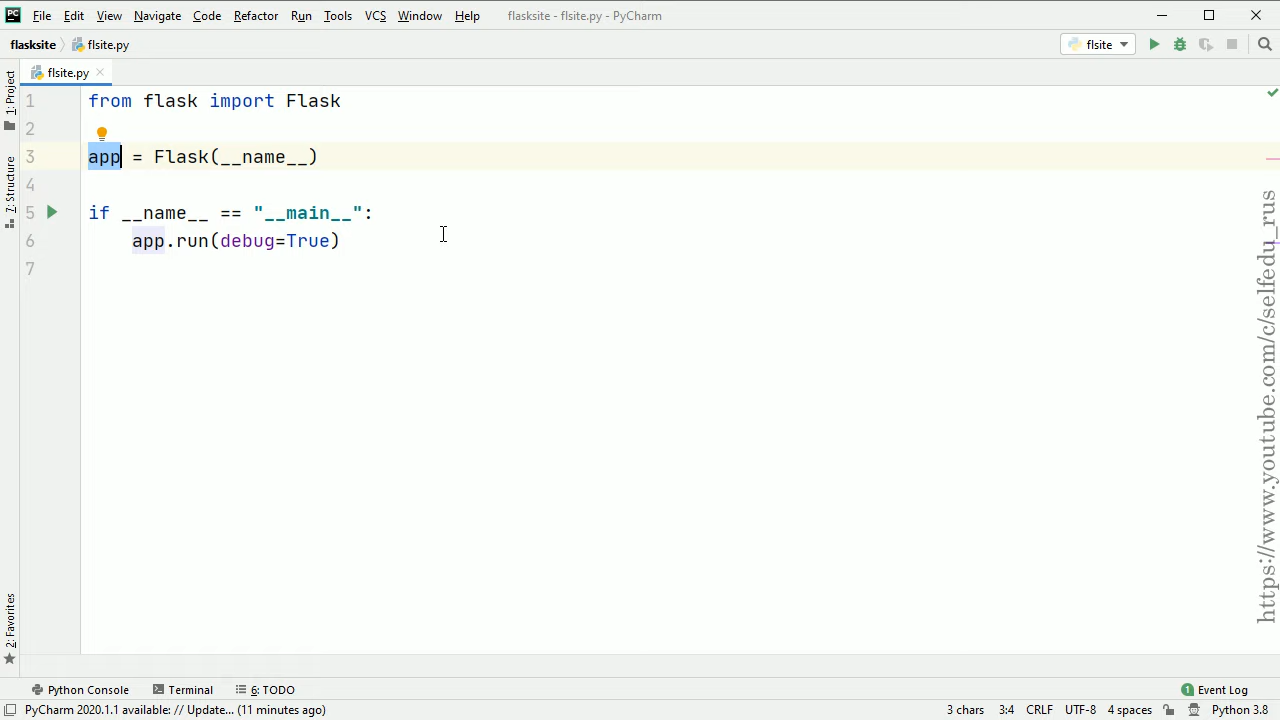 PC File Edit View Navigate Code Refactor Run Tools VCS Window Help flasksite - flsite.py - PyCharm
flasksite flsite.py flsite
flsite.py
1: Project
7: Structure
2: Favorites
1 from flask import Flask
2
3 app = Flask(__name__)
4
5 if __name__ == "__main__":
6     app.run(debug=True)
7
https://www.youtube.com/c/selfedu_rus
Python Console Terminal 6: TODO 1 Event Log
PyCharm 2020.1.1 available: // Update... (11 minutes ago) 3 chars 3:4 CRLF UTF-8 4 spaces Python 3.8